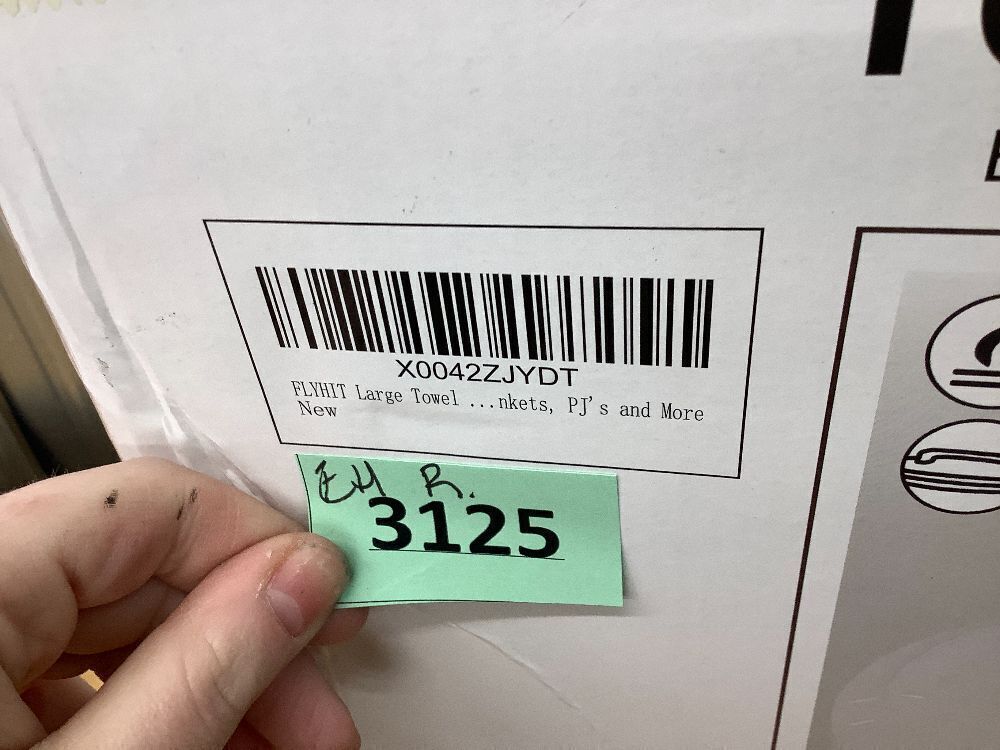 X0042ZJYDT
FLYHIT Large Towel ...nkets, PJ's and More
New
EH R.
3125